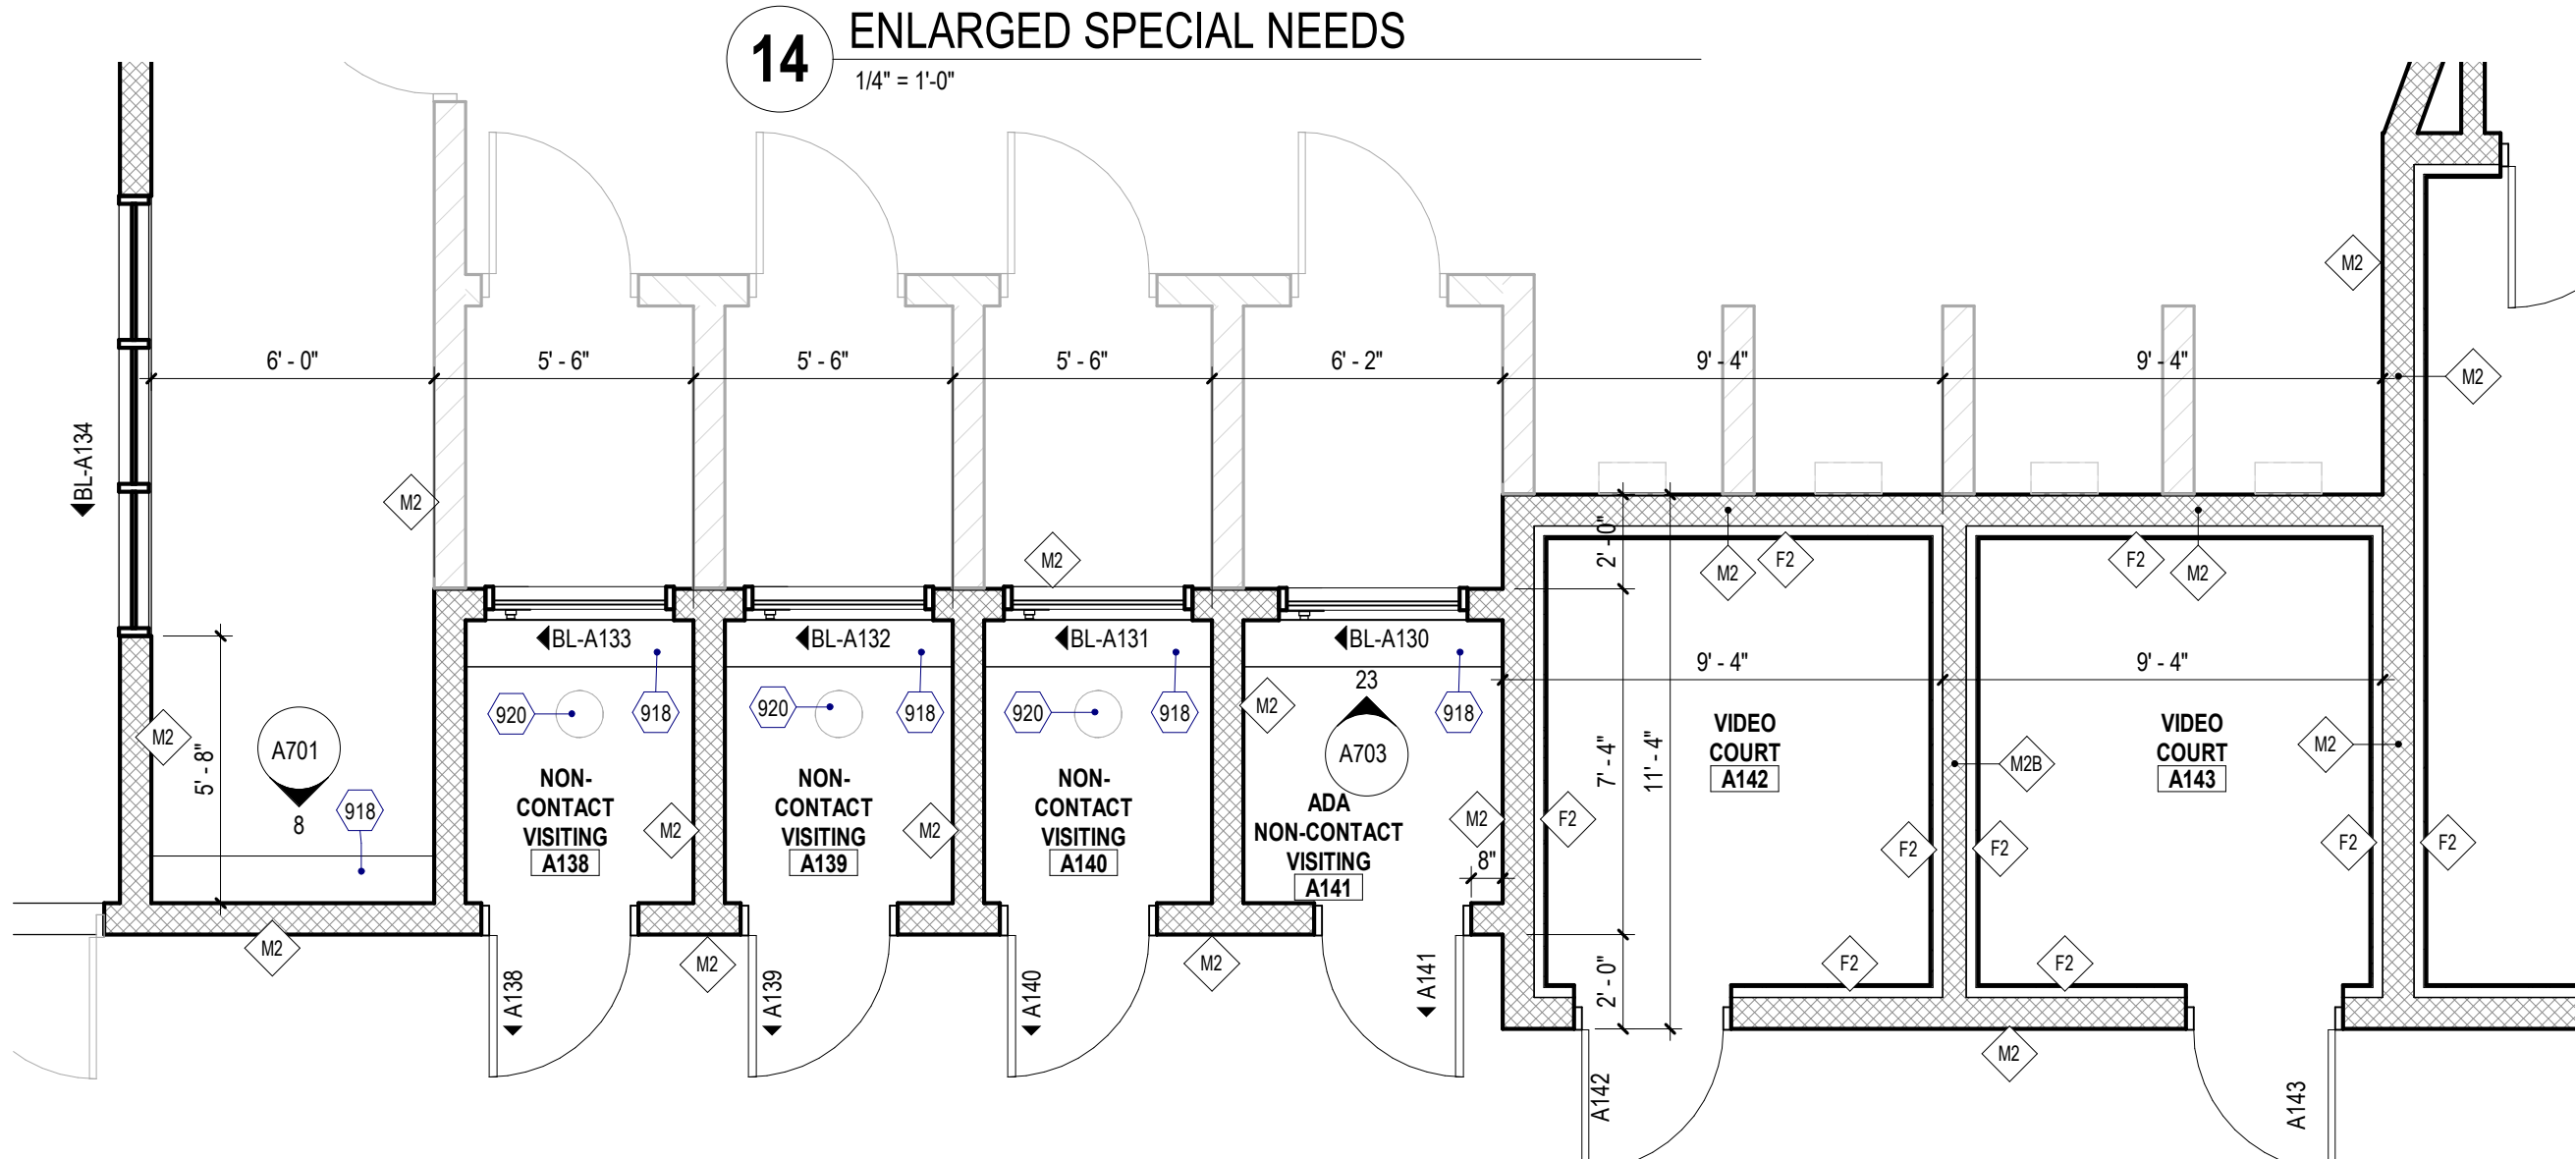 14
ENLARGED SPECIAL NEEDS
1/4" = 1'-0"
M2
6' - 0"
5' - 6"
5' - 6"
5' - 6"
6' - 2"
9' - 4"
9' - 4"
M2
BL-A134
M2
M2
2' - 0"
M2
F2
F2
M2
BL-A133
BL-A132
BL-A131
BL-A130
9' - 4"
9' - 4"
23
920
918
920
918
920
918
M2
918
M2
5' - 8"
A701
8
918
A703
7' - 4"
11' - 4"
VIDEO
COURT
A142
M2B
VIDEO
COURT
A143
M2
NON-
CONTACT
VISITING
A138
M2
NON-
CONTACT
VISITING
A139
M2
NON-
CONTACT
VISITING
A140
ADA
NON-CONTACT
VISITING
A141
M2
8"
F2
F2
F2
F2
F2
M2
A138
M2
A139
A140
M2
A141
2' - 0"
F2
F2
M2
A142
A143